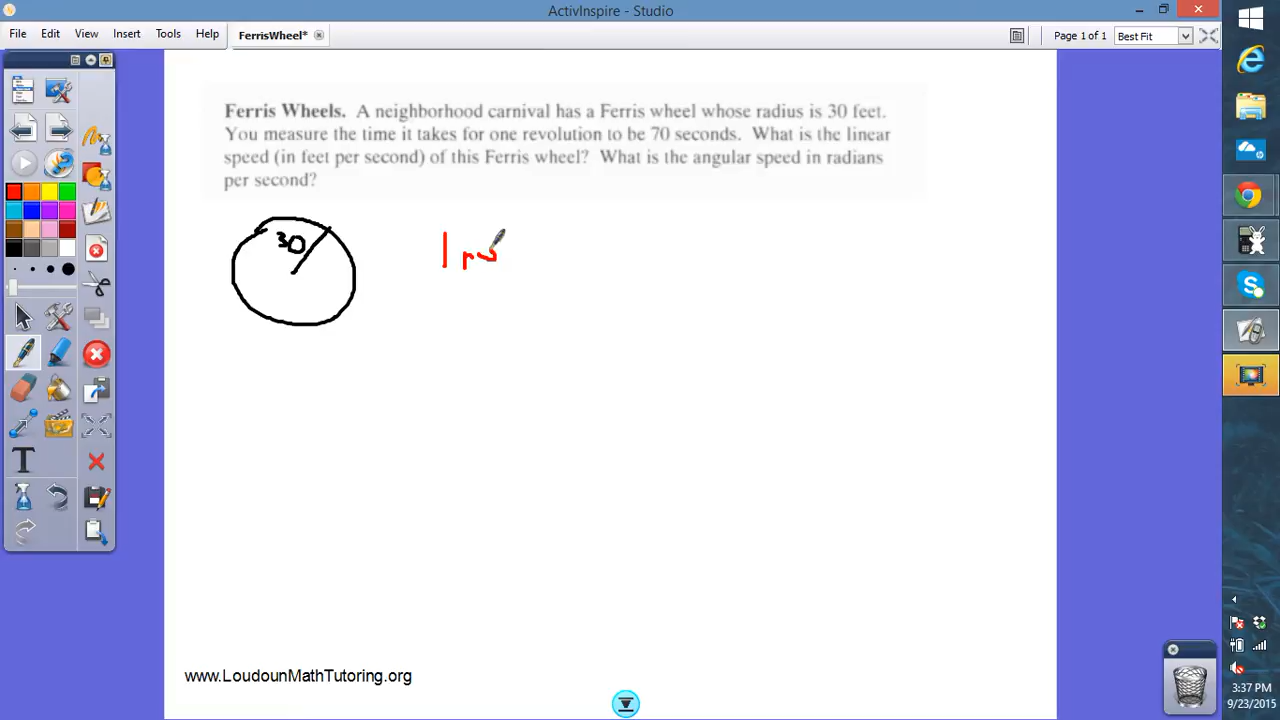 ActivInspire - Studio
File Edit View Insert Tools Help
FerrisWheel*
Page 1 of 1
Best Fit
Ferris Wheels. A neighborhood carnival has a Ferris wheel whose radius is 30 feet.
You measure the time it takes for one revolution to be 70 seconds. What is the linear
speed (in feet per second) of this Ferris wheel? What is the angular speed in radians
per second?
30
1
www.LoudounMathTutoring.org
3:37 PM
9/23/2015